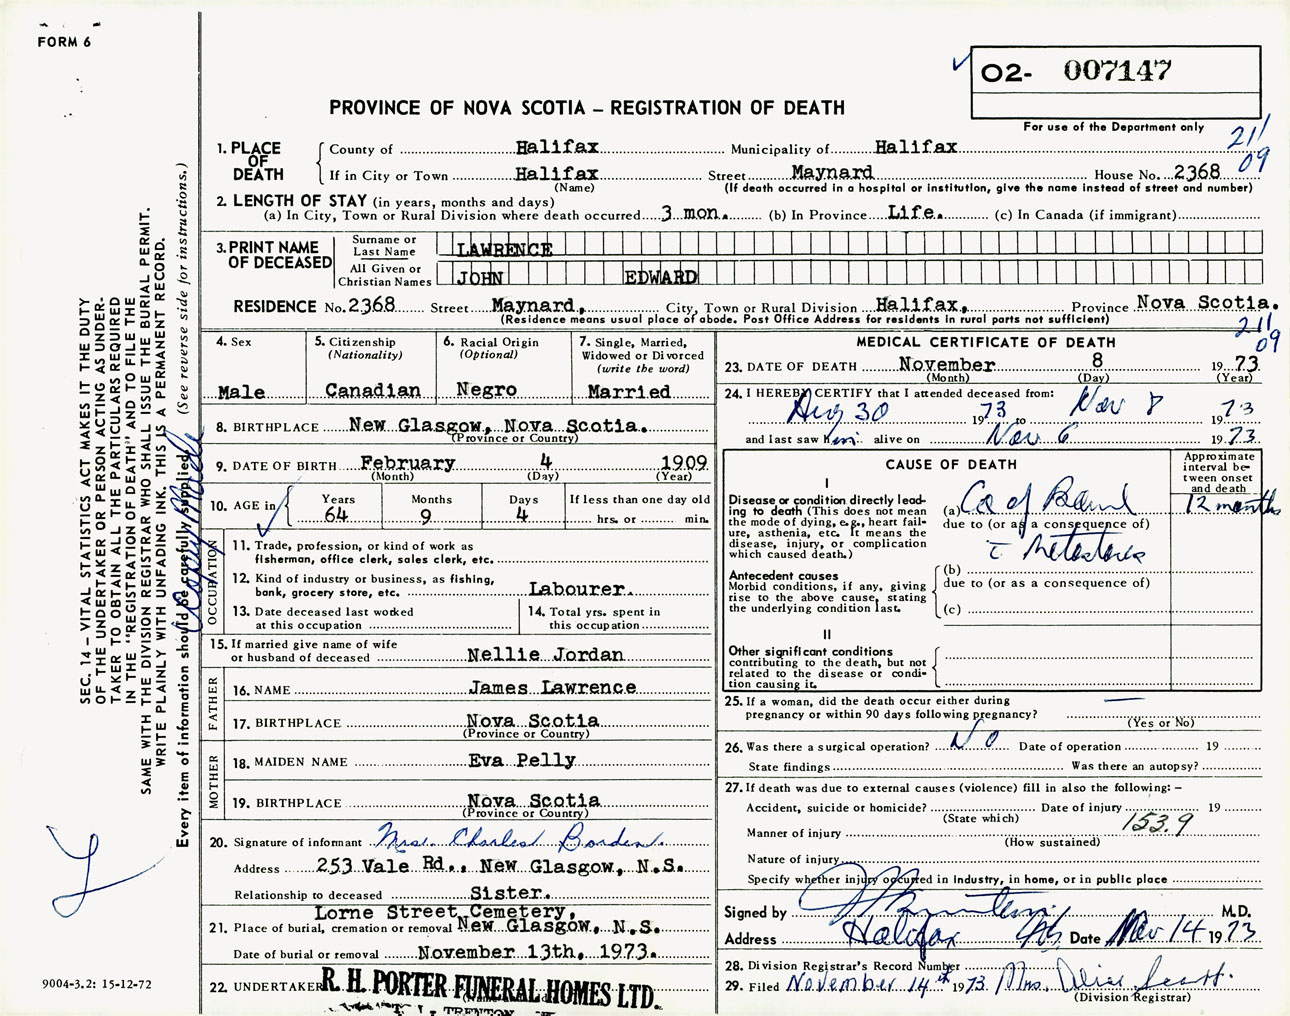 FORM 6
O2- 007147
PROVINCE OF NOVA SCOTIA – REGISTRATION OF DEATH
For use of the Department only
211
09
1. PLACE OF DEATH
County of Halifax Municipality of Halifax
If in City or Town Halifax Street Maynard House No. 2368
(Name) (If death occurred in a hospital or institution, give the name instead of street and number)
2. LENGTH OF STAY (in years, months and days)
(a) In City, Town or Rural Division where death occurred 3 mon. (b) In Province Life. (c) In Canada (if immigrant)
3. PRINT NAME OF DECEASED
Surname or Last Name LAWRENCE
All Given or Christian Names JOHN EDWARD
RESIDENCE No. 2368 Street Maynard, City, Town or Rural Division Halifax, Province Nova Scotia.
(Residence means usual place of abode. Post Office Address for residents in rural parts not sufficient)
211
09
4. Sex
Male
5. Citizenship
(Nationality)
Canadian
6. Racial Origin
(Optional)
Negro
7. Single, Married,
Widowed or Divorced
(write the word)
Married
8. BIRTHPLACE New Glasgow, Nova Scotia.
(Province or Country)
9. DATE OF BIRTH February 4 1909
(Month) (Day) (Year)
10. AGE in
Years Months Days If less than one day old
64 9 4 hrs. or min.
OCCUPATION
11. Trade, profession, or kind of work as
fisherman, office clerk, sales clerk, etc.
12. Kind of industry or business, as fishing,
bank, grocery store, etc. Labourer.
13. Date deceased last worked
at this occupation
14. Total yrs. spent in
this occupation
15. If married give name of wife
or husband of deceased Nellie Jordan
FATHER
16. NAME James Lawrence
17. BIRTHPLACE Nova Scotia
(Province or Country)
MOTHER
18. MAIDEN NAME Eva Pelly
19. BIRTHPLACE Nova Scotia
(Province or Country)
20. Signature of informant Mrs. Charles Borden.
Address 253 Vale Rd., New Glasgow, N.S.
Relationship to deceased Sister.
Lorne Street Cemetery,
21. Place of burial, cremation or removal New Glasgow, N.S.
Date of burial or removal November 13th, 1973.
22. UNDERTAKER R. H. PORTER FUNERAL HOMES LTD.
TRENTON
MEDICAL CERTIFICATE OF DEATH
23. DATE OF DEATH November 8 1973
(Month) (Day) (Year)
24. I HEREBY CERTIFY that I attended deceased from:
Aug 30 1973 to Nov 8 1973
and last saw him alive on Nov 6 1973
CAUSE OF DEATH
Approximate
interval be-
tween onset
and death
I
Disease or condition directly lead-
ing to death (This does not mean
the mode of dying, e.g., heart fail-
ure, asthenia, etc. It means the
disease, injury, or complication
which caused death.)
(a) Ca of Bowel 12 months
due to (or as a consequence of)
c̄ Metastases
Antecedent causes
Morbid conditions, if any, giving
rise to the above cause, stating
the underlying condition last.
(b)
due to (or as a consequence of)
(c)
II
Other significant conditions
contributing to the death, but not
related to the disease or condi-
tion causing it.
25. If a woman, did the death occur either during
pregnancy or within 90 days following pregnancy? —
(Yes or No)
26. Was there a surgical operation? No Date of operation 19
State findings Was there an autopsy?
27. If death was due to external causes (violence) fill in also the following: –
Accident, suicide or homicide? Date of injury 19
(State which)
153.9
Manner of injury
(How sustained)
Nature of injury
Specify whether injury occurred in industry, in home, or in public place
Signed by M.D.
Address Halifax NS Date Nov 14 1973
28. Division Registrar's Record Number
29. Filed November 14th 1973 Mrs.
(Division Registrar)
SEC. 14 – VITAL STATISTICS ACT MAKES IT THE DUTY
OF THE UNDERTAKER OR PERSON ACTING AS UNDER-
TAKER TO OBTAIN ALL THE PARTICULARS REQUIRED
IN THE "REGISTRATION OF DEATH" AND TO FILE THE
SAME WITH THE DIVISION REGISTRAR WHO SHALL ISSUE THE BURIAL PERMIT.
WRITE PLAINLY WITH UNFADING INK. THIS IS A PERMANENT RECORD.
Every item of information should be carefully supplied. (See reverse side for instructions.)
Copy Made
9004-3.2: 15-12-72